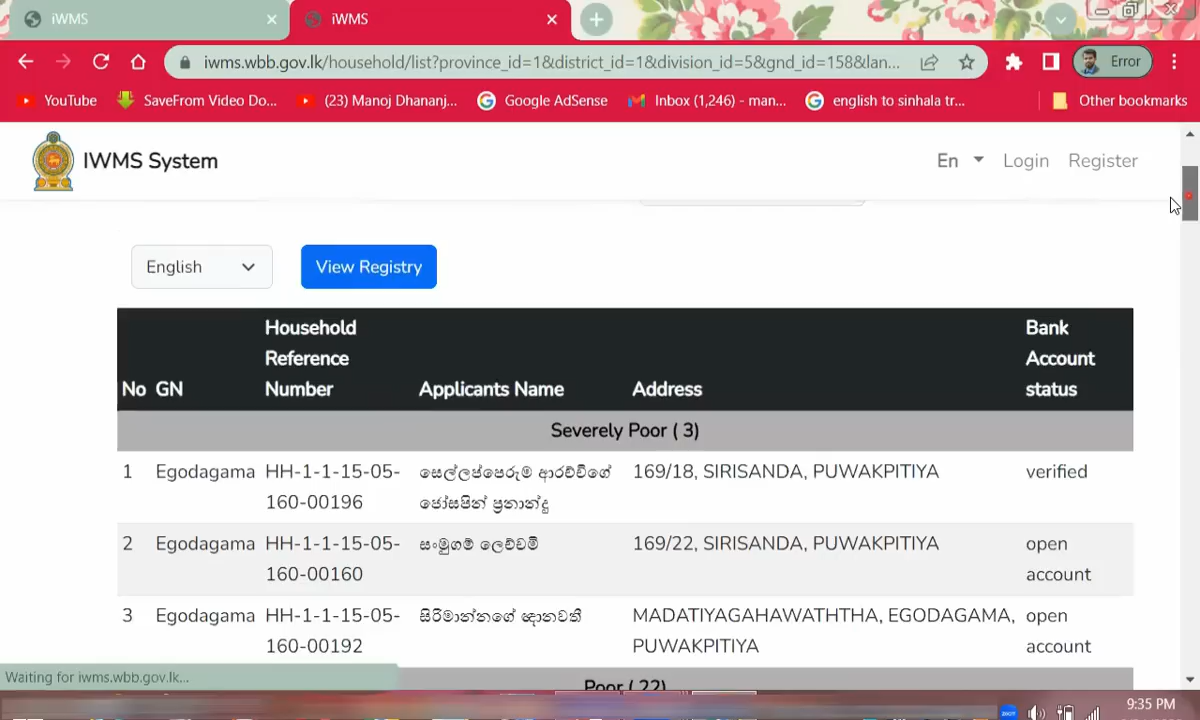 iWMS
iWMS
iwms.wbb.gov.lk/household/list?province_id=1&district_id=1&division_id=5&gnd_id=158&lan...
Error
YouTube
SaveFrom Video Do...
(23) Manoj Dhananj...
Google AdSense
Inbox (1,246) - man...
english to sinhala tr...
Other bookmarks
IWMS System
En
Login
Register
English
View Registry
Household
Bank
Reference
Account
No GN Number Applicants Name Address status
Severely Poor ( 3)
1 Egodagama HH-1-1-15-05- සෙල්ලප්පෙරුම ආරච්චිගේ 169/18, SIRISANDA, PUWAKPITIYA verified
160-00196 ජෝසපින් ප්‍රනාන්දු
2 Egodagama HH-1-1-15-05- සංමුගම් ලෙච්චමී 169/22, SIRISANDA, PUWAKPITIYA open
160-00160 account
3 Egodagama HH-1-1-15-05- සිරිමාන්නගේ ඤානවතී MADATIYAGAHAWATHTHA, EGODAGAMA, open
160-00192 PUWAKPITIYA account
Poor ( 22)
Waiting for iwms.wbb.gov.lk...
9:35 PM